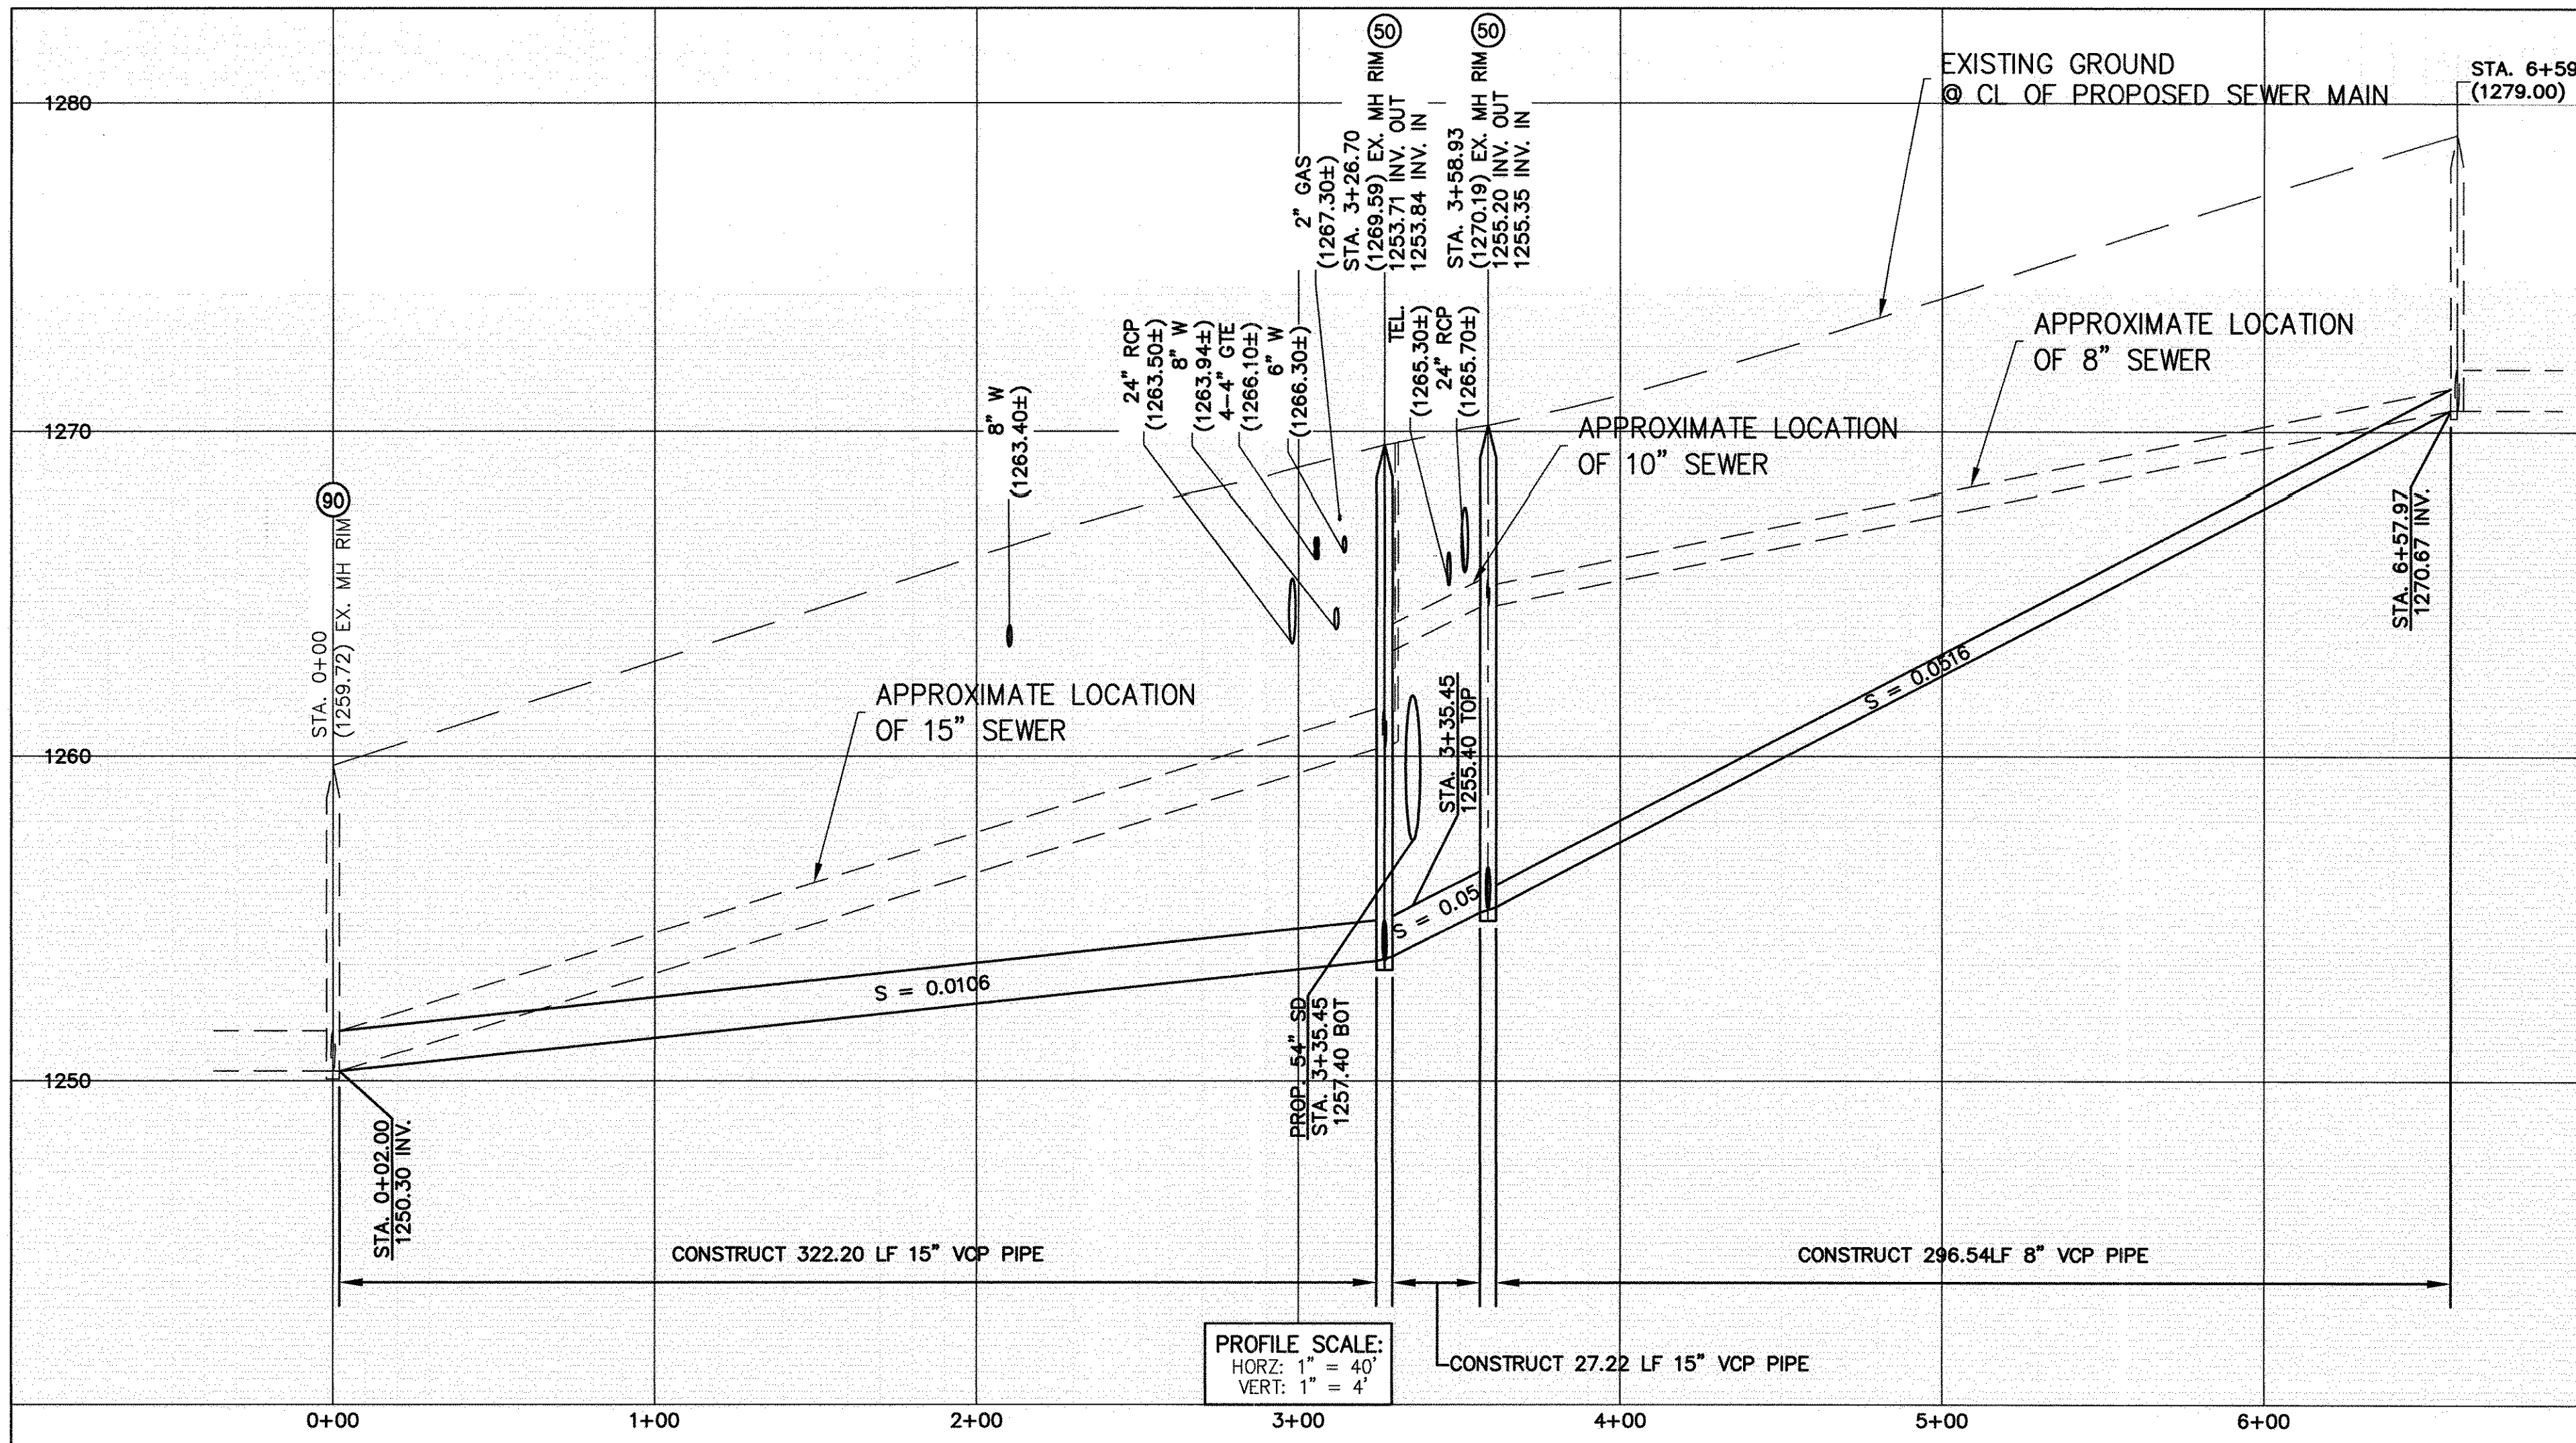 50
50
EXISTING GROUND
@ CL OF PROPOSED SEWER MAIN
STA. 6+59
(1279.00)
1280
2" GAS
(1267.30±)
STA. 3+26.70
(1269.59) EX. MH RIM
1253.71 INV. OUT
1253.84 INV. IN
STA. 3+58.93
(1270.19) EX. MH RIM
1255.20 INV. OUT
1255.35 INV. IN
24" RCP
(1263.50±)
8" W
(1263.94±)
4-4" GTE
(1266.10±)
6" W
(1266.30±)
TEL.
(1265.30±)
24" RCP
(1265.70±)
APPROXIMATE LOCATION
OF 8" SEWER
8" W
(1263.40±)
1270
APPROXIMATE LOCATION
OF 10" SEWER
90
STA. 0+00
(1259.72) EX. MH RIM
STA. 6+57.97
1270.67 INV.
APPROXIMATE LOCATION
OF 15" SEWER
STA. 3+35.45
1255.40 TOP
S = 0.0516
1260
S = 0.05
S = 0.0106
PROP. 54" SD
STA. 3+35.45
1257.40 BOT
1250
STA. 0+02.00
1250.30 INV.
CONSTRUCT 322.20 LF 15" VCP PIPE
CONSTRUCT 296.54LF 8" VCP PIPE
PROFILE SCALE:
HORZ: 1" = 40'
VERT: 1" = 4'
CONSTRUCT 27.22 LF 15" VCP PIPE
0+00
1+00
2+00
3+00
4+00
5+00
6+00